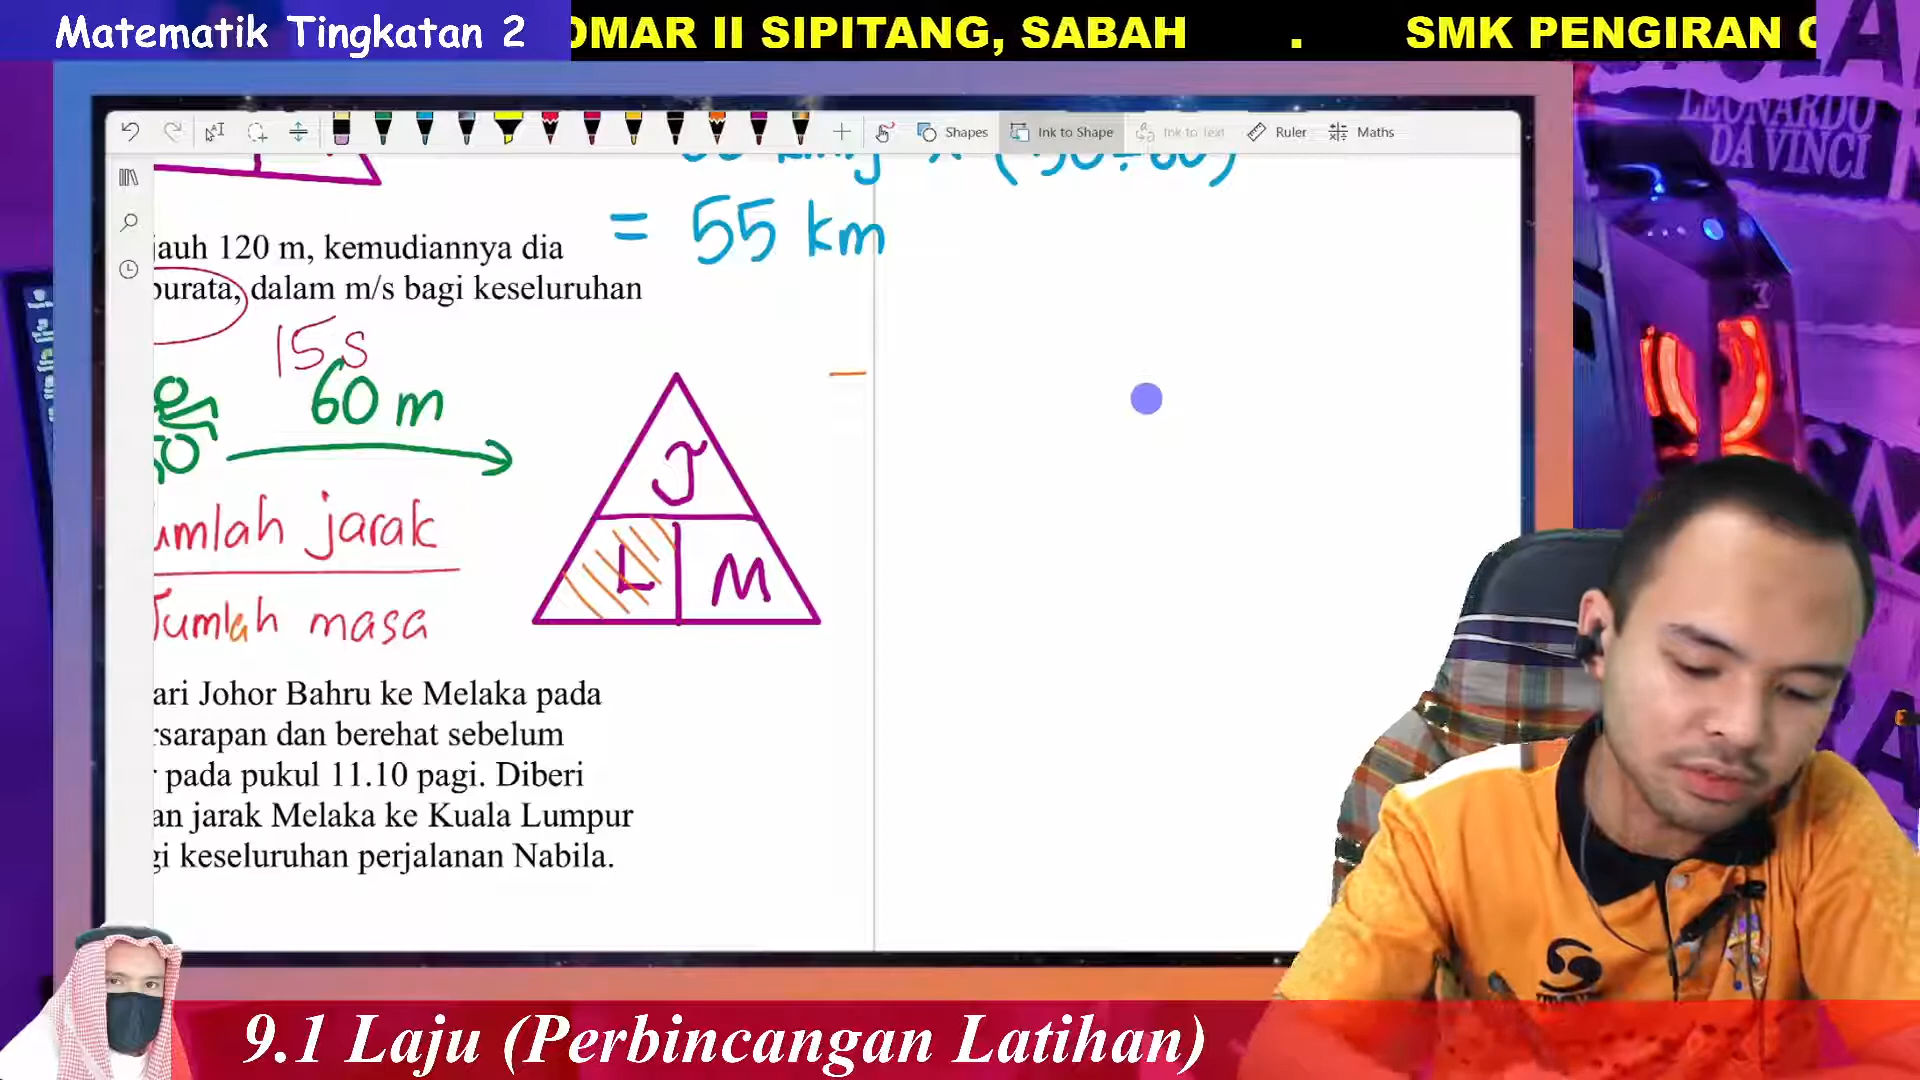 Matematik Tingkatan 2
OMAR II SIPITANG, SABAH . SMK PENGIRAN
LEONARDO
DA VINCI
Shapes
Ink to Shape
Ink to Text
Ruler
Maths
= 55 km
jauh 120 m, kemudiannya dia
purata, dalam m/s bagi keseluruhan
15s
60 m
J
L M
umlah jarak
Jumlah masa
ari Johor Bahru ke Melaka pada
rsarapan dan berehat sebelum
pada pukul 11.10 pagi. Diberi
an jarak Melaka ke Kuala Lumpur
gi keseluruhan perjalanan Nabila.
9.1 Laju (Perbincangan Latihan)